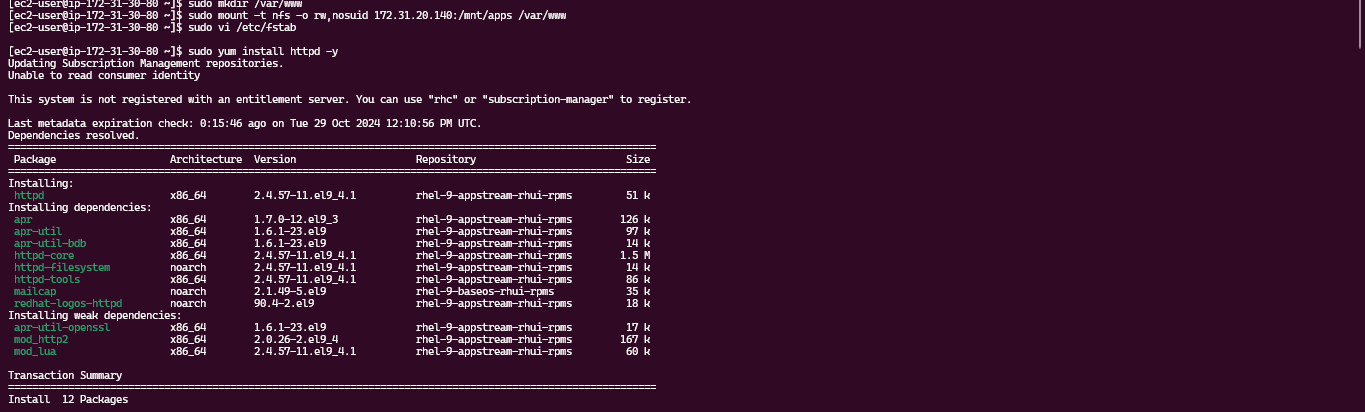 [ec2-user@ip-172-31-30-80 ~]$ sudo mkdir /var/www
[ec2-user@ip-172-31-30-80 ~]$ sudo mount -t nfs -o rw,nosuid 172.31.20.140:/mnt/apps /var/www
[ec2-user@ip-172-31-30-80 ~]$ sudo vi /etc/fstab
[ec2-user@ip-172-31-30-80 ~]$ sudo yum install httpd -y
Updating Subscription Management repositories.
Unable to read consumer identity
This system is not registered with an entitlement server. You can use "rhc" or "subscription-manager" to register.
Last metadata expiration check: 0:15:46 ago on Tue 29 Oct 2024 12:10:56 PM UTC.
Dependencies resolved.
Package Architecture Version Repository Size
Installing:
httpd x86_64 2.4.57-11.el9_4.1 rhel-9-appstream-rhui-rpms 51 k
Installing dependencies:
apr x86_64 1.7.0-12.el9_3 rhel-9-appstream-rhui-rpms 126 k
apr-util x86_64 1.6.1-23.el9 rhel-9-appstream-rhui-rpms 97 k
apr-util-bdb x86_64 1.6.1-23.el9 rhel-9-appstream-rhui-rpms 14 k
httpd-core x86_64 2.4.57-11.el9_4.1 rhel-9-appstream-rhui-rpms 1.5 M
httpd-filesystem noarch 2.4.57-11.el9_4.1 rhel-9-appstream-rhui-rpms 14 k
httpd-tools x86_64 2.4.57-11.el9_4.1 rhel-9-appstream-rhui-rpms 86 k
mailcap noarch 2.1.49-5.el9 rhel-9-baseos-rhui-rpms 35 k
redhat-logos-httpd noarch 90.4-2.el9 rhel-9-appstream-rhui-rpms 18 k
Installing weak dependencies:
apr-util-openssl x86_64 1.6.1-23.el9 rhel-9-appstream-rhui-rpms 17 k
mod_http2 x86_64 2.0.26-2.el9_4 rhel-9-appstream-rhui-rpms 167 k
mod_lua x86_64 2.4.57-11.el9_4.1 rhel-9-appstream-rhui-rpms 60 k
Transaction Summary
Install 12 Packages